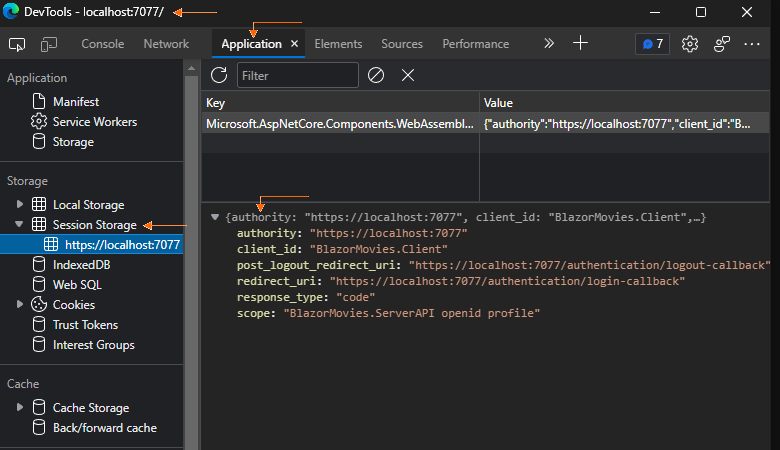 DevTools - localhost:7077/
Console Network Application Elements Sources Performance 7
Application
Manifest
Service Workers
Storage
Storage
Local Storage
Session Storage
https://localhost:7077
IndexedDB
Web SQL
Cookies
Trust Tokens
Interest Groups
Cache
Cache Storage
Back/forward cache
Filter
Key Value
Microsoft.AspNetCore.Components.WebAssembl... {"authority":"https://localhost:7077","client_id":"B...
{authority: "https://localhost:7077", client_id: "BlazorMovies.Client",…}
authority: "https://localhost:7077"
client_id: "BlazorMovies.Client"
post_logout_redirect_uri: "https://localhost:7077/authentication/logout-callback"
redirect_uri: "https://localhost:7077/authentication/login-callback"
response_type: "code"
scope: "BlazorMovies.ServerAPI openid profile"